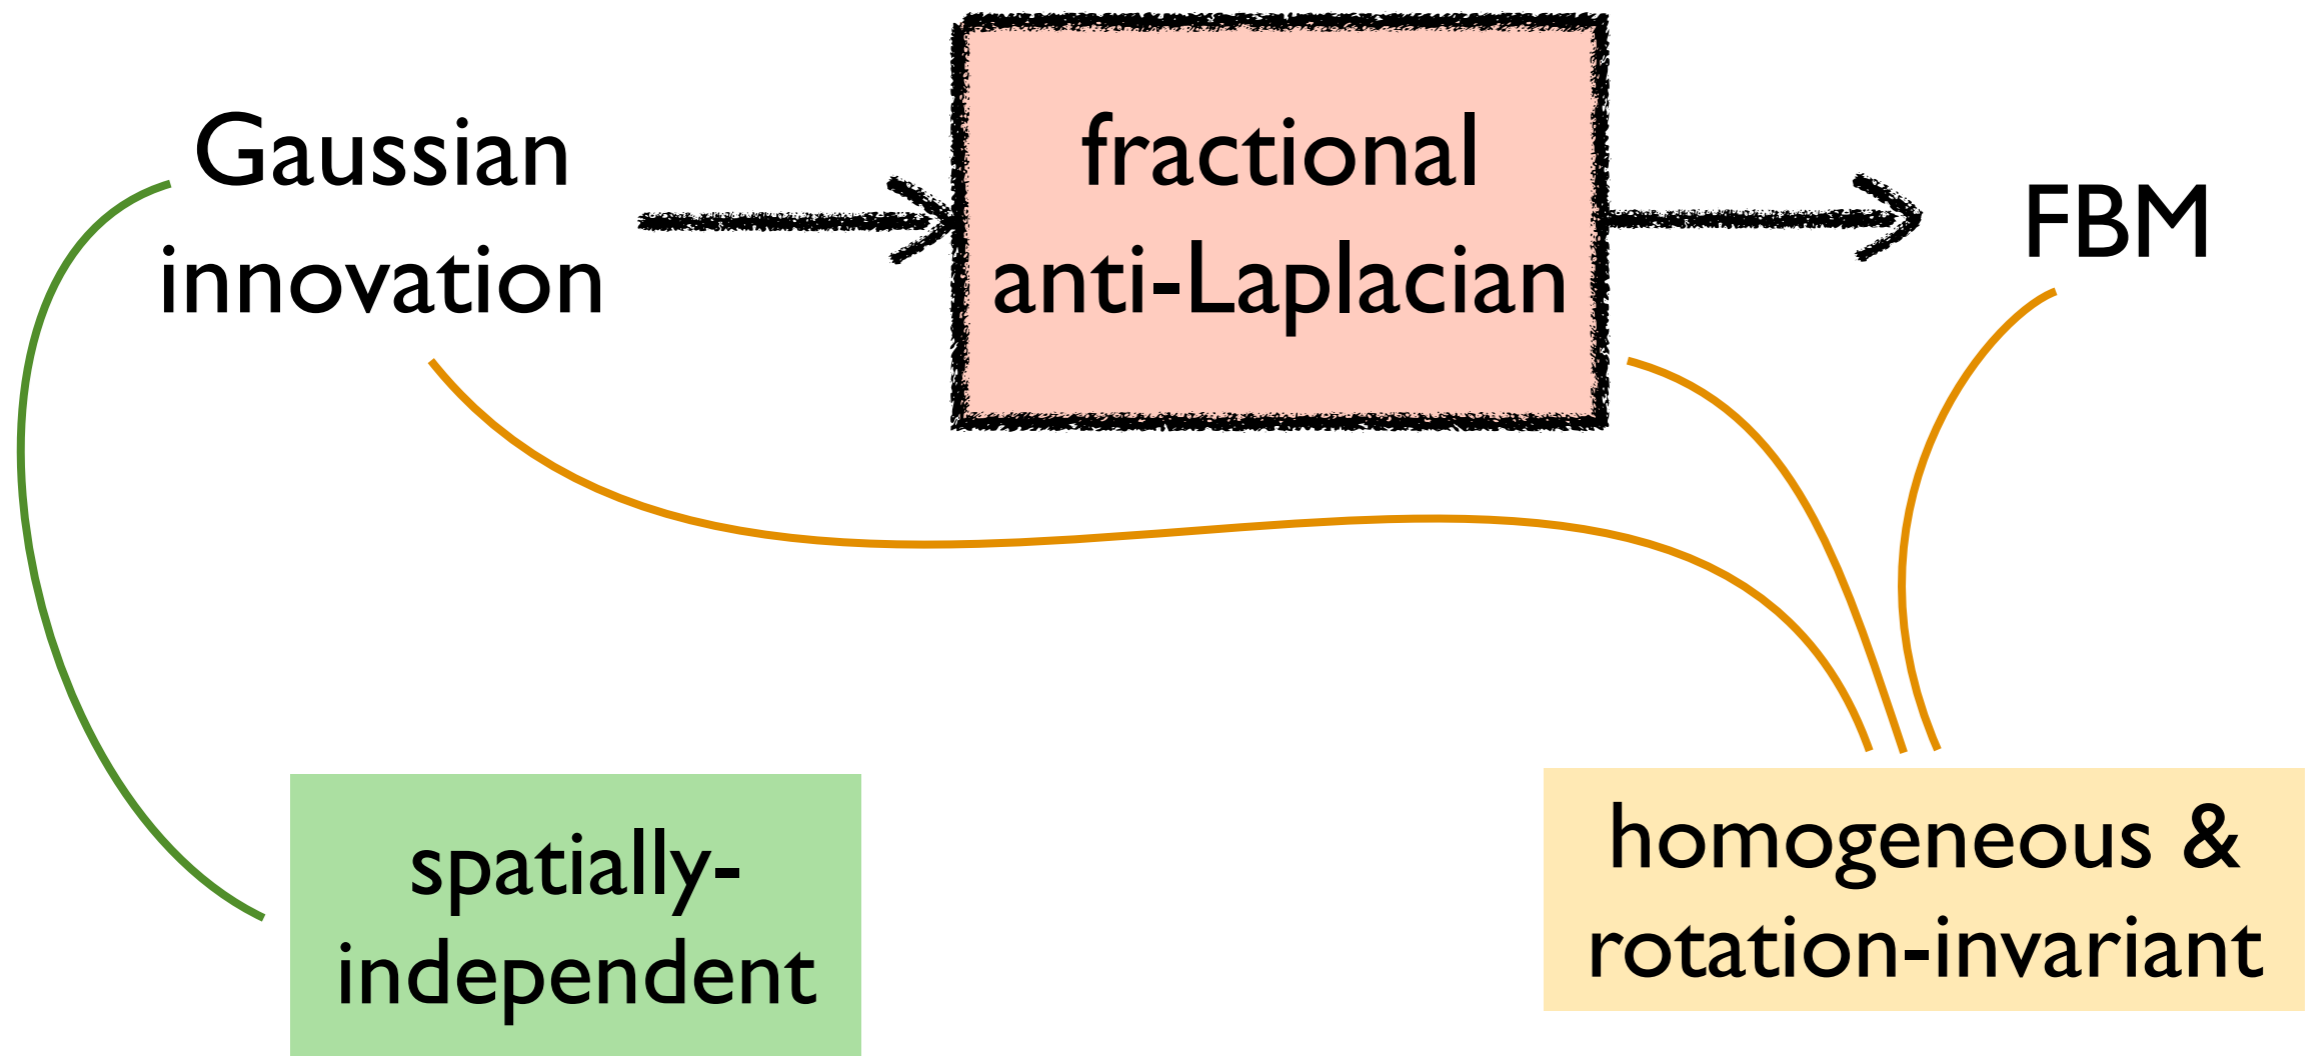 Gaussian
innovation
fractional
anti-Laplacian
FBM
spatially-
independent
homogeneous &
rotation-invariant